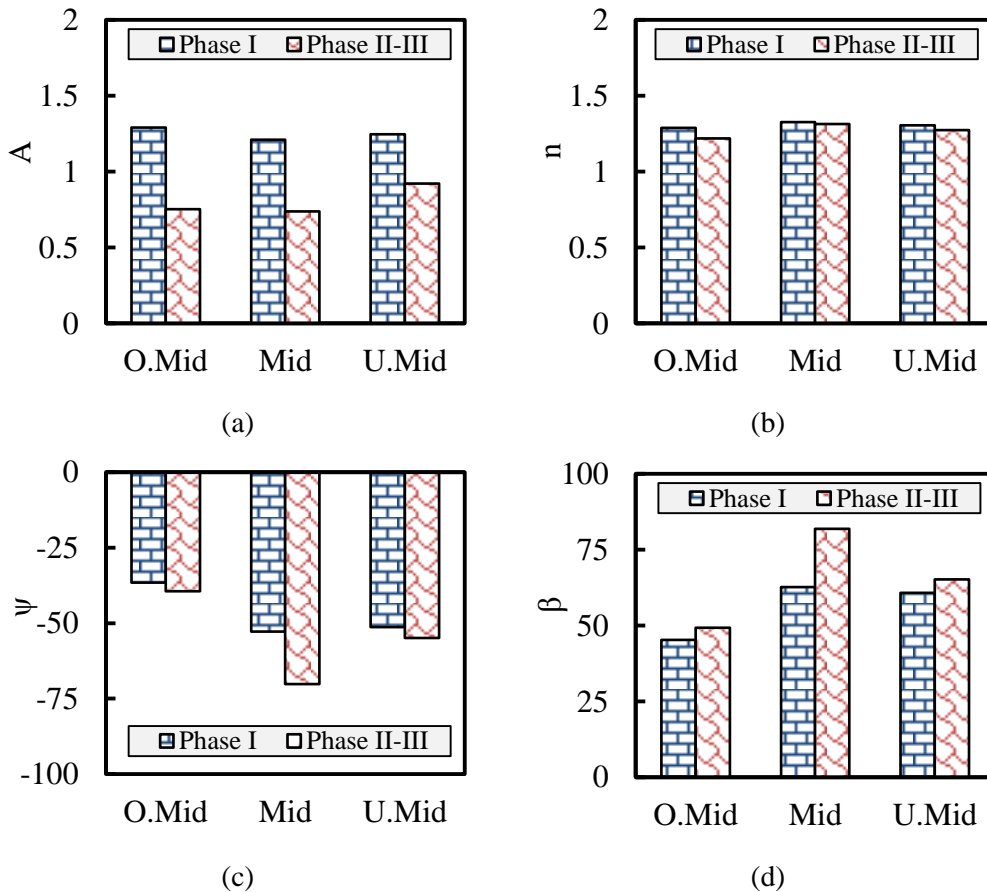 2
Phase I Phase II-III
1.5
A
1
0.5
0
O.Mid Mid U.Mid
(a)
2
Phase I Phase II-III
1.5
n
1
0.5
0
O.Mid Mid U.Mid
(b)
0
-25
ψ
-50
-75
Phase I Phase II-III
-100
O.Mid Mid U.Mid
(c)
100
Phase I Phase II-III
75
β
50
25
0
O.Mid Mid U.Mid
(d)